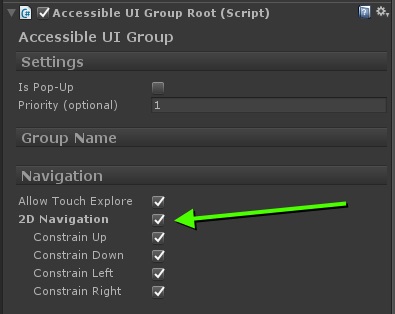 Accessible UI Group Root (Script)
Accessible UI Group
Settings
Is Pop-Up
Priority (optional) 1
Group Name
Navigation
Allow Touch Explore
2D Navigation
Constrain Up
Constrain Down
Constrain Left
Constrain Right